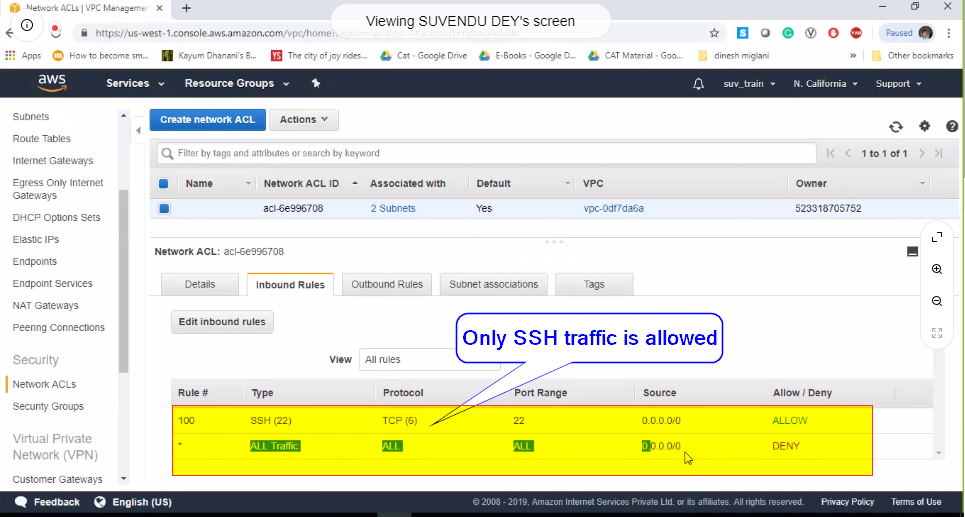 Network ACLs | VPC Management
Viewing SUVENDU DEY's screen
https://us-west-1.console.aws.amazon.com/vpc/home
Paused
Apps
How to become sm...
Kayum Dhanani's B...
The city of joy rides...
Cat - Google Drive
E-Books - Google D...
CAT Material - Goo...
dinesh miglani
»
Other bookmarks
aws
Services
Resource Groups
suv_train
N. California
Support
Subnets
Route Tables
Internet Gateways
Egress Only Internet
Gateways
DHCP Options Sets
Elastic IPs
Endpoints
Endpoint Services
NAT Gateways
Peering Connections
Security
Network ACLs
Security Groups
Virtual Private
Network (VPN)
Customer Gateways
Create network ACL
Actions
Filter by tags and attributes or search by keyword
1 to 1 of 1
Name Network ACL ID Associated with Default VPC Owner
acl-6e996708 2 Subnets Yes vpc-0df7da6a 523318705752
Network ACL: acl-6e996708
Details
Inbound Rules
Outbound Rules
Subnet associations
Tags
Edit inbound rules
Only SSH traffic is allowed
View All rules
Rule # Type Protocol Port Range Source Allow / Deny
100 SSH (22) TCP (6) 22 0.0.0.0/0 ALLOW
* ALL Traffic ALL ALL 0.0.0.0/0 DENY
Feedback
English (US)
© 2008 - 2019, Amazon Internet Services Private Ltd. or its affiliates. All rights reserved.
Privacy Policy
Terms of Use